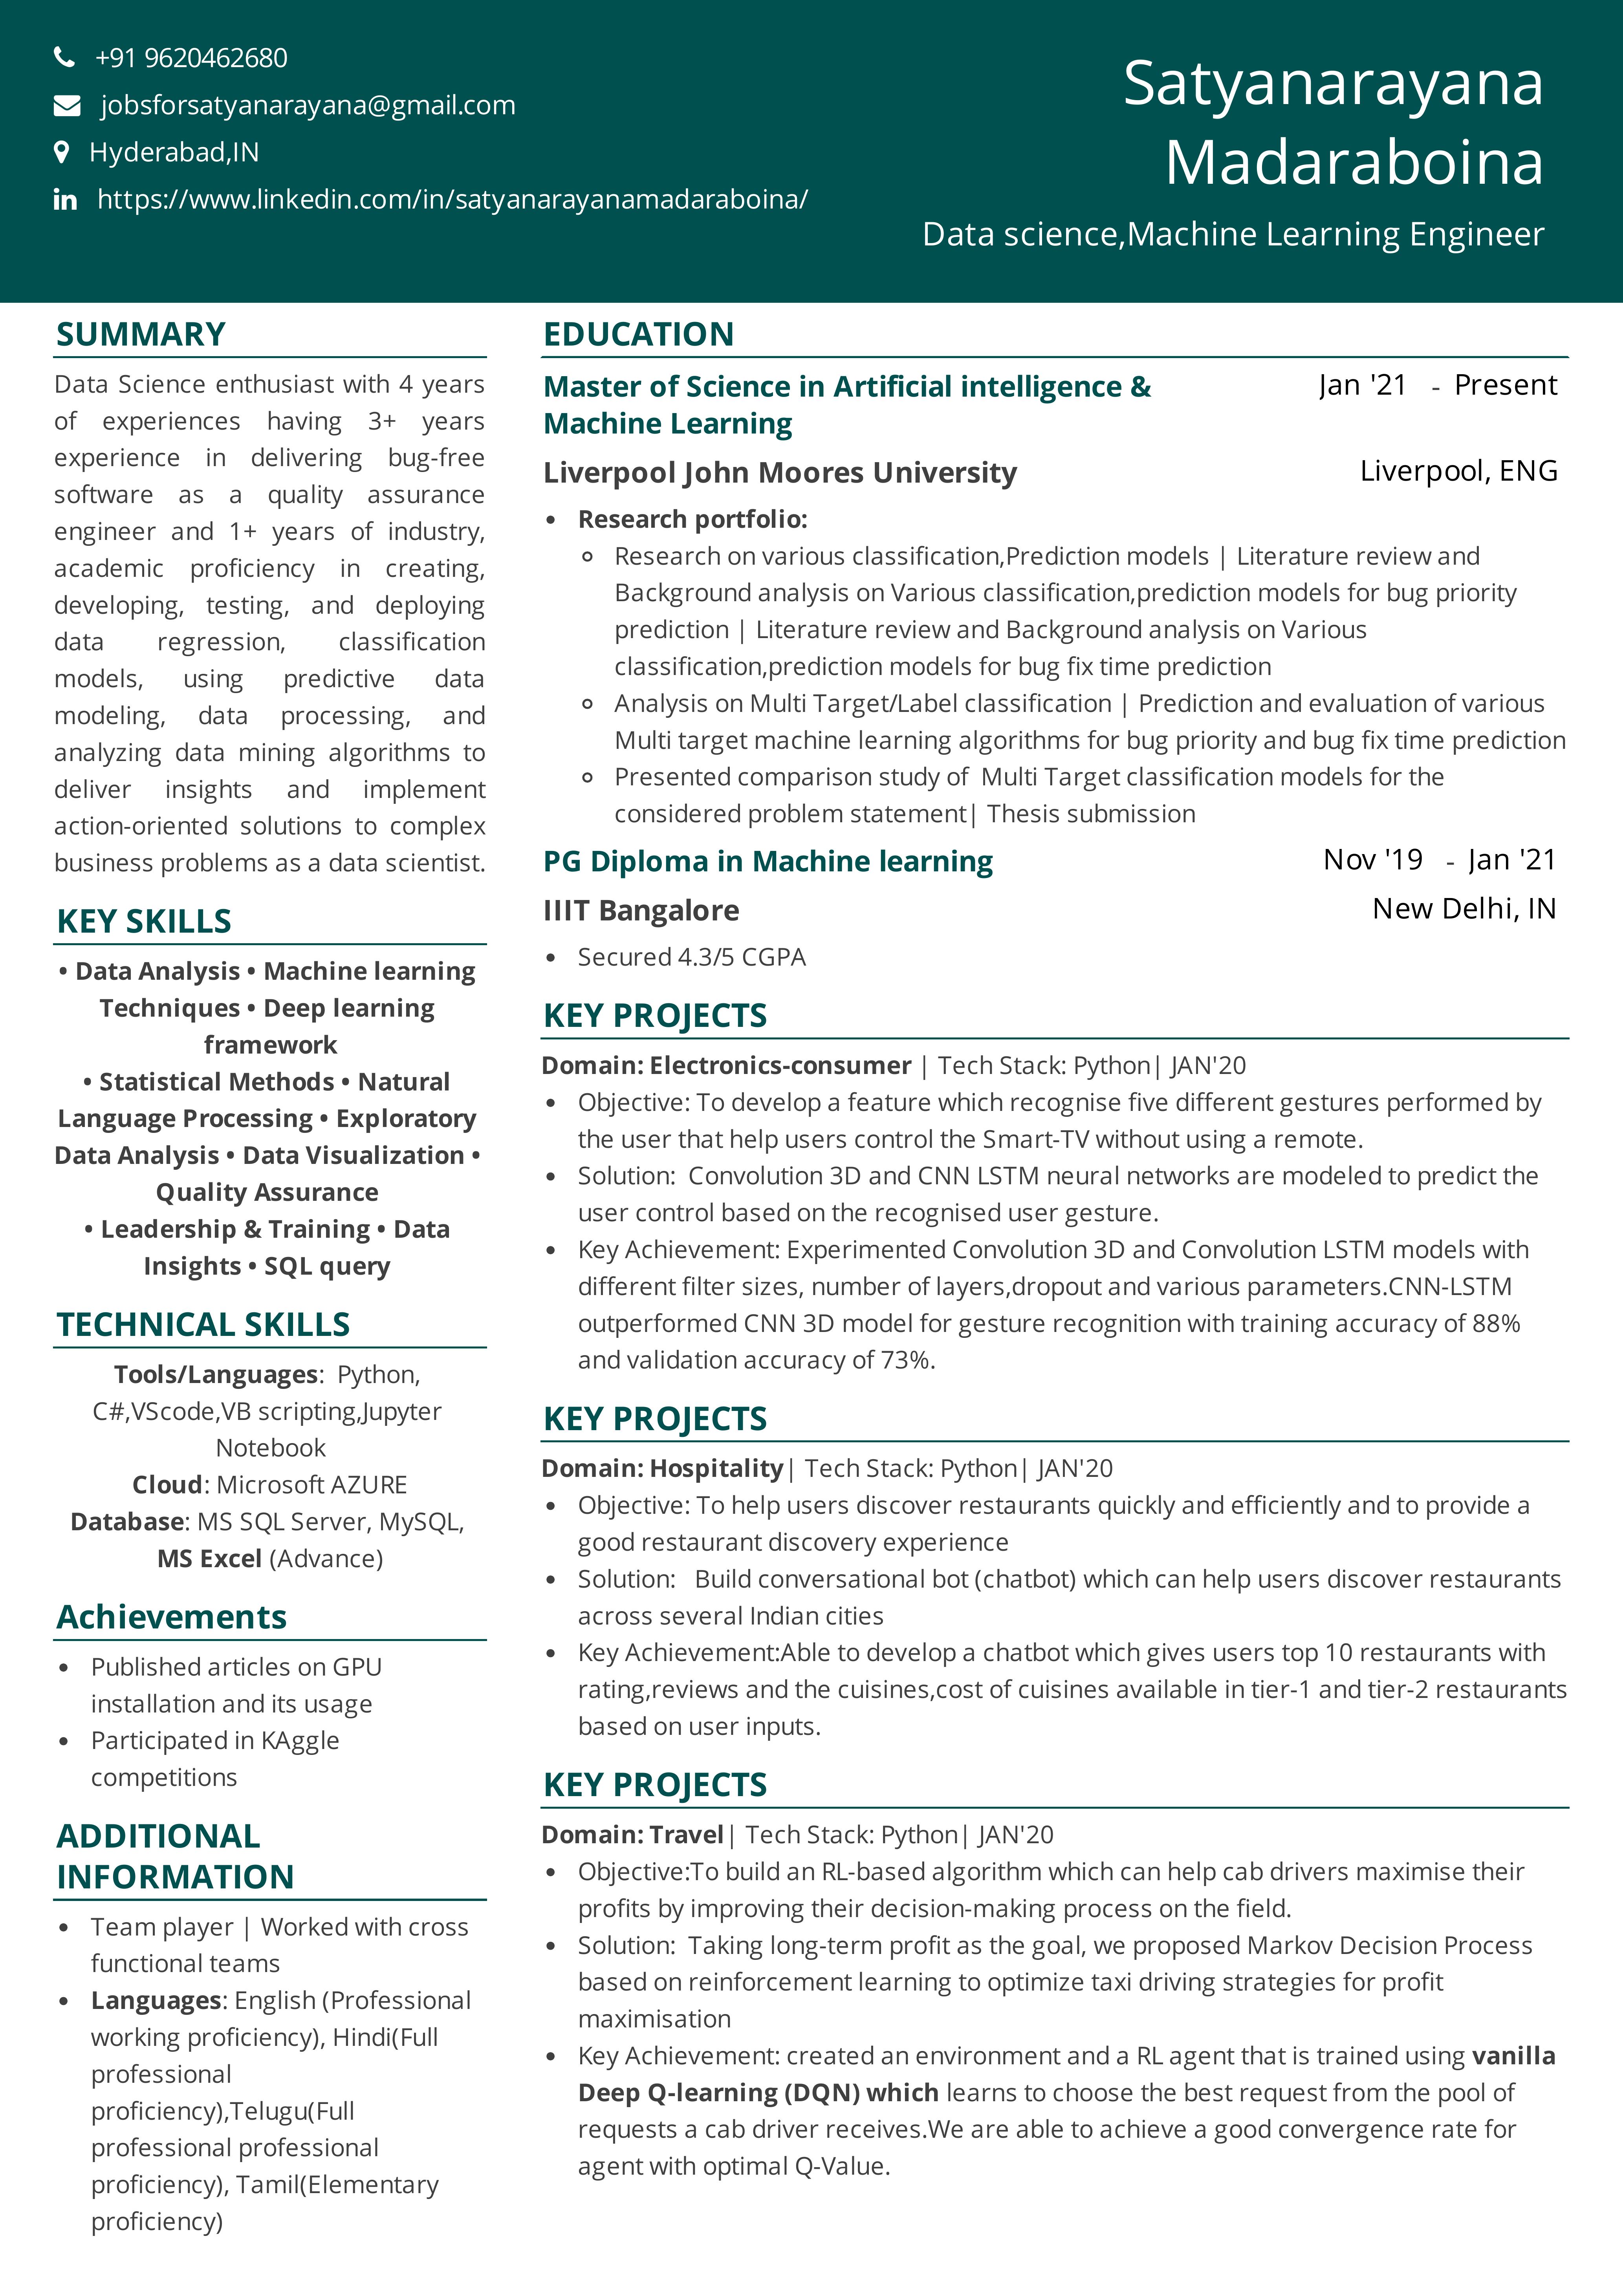 +91 9620462680
jobsforsatyanarayana@gmail.com
Hyderabad,IN
https://www.linkedin.com/in/satyanarayanamadaraboina/
Satyanarayana
Madaraboina
Data science,Machine Learning Engineer
SUMMARY
Data Science enthusiast with 4 years
of experiences having 3+ years
experience in delivering bug-free
software as a quality assurance
engineer and 1+ years of industry,
academic proficiency in creating,
developing, testing, and deploying
data regression, classification
models, using predictive data
modeling, data processing, and
analyzing data mining algorithms to
deliver insights and implement
action-oriented solutions to complex
business problems as a data scientist.
KEY SKILLS
• Data Analysis • Machine learning
Techniques • Deep learning
framework
• Statistical Methods • Natural
Language Processing • Exploratory
Data Analysis • Data Visualization •
Quality Assurance
• Leadership & Training • Data
Insights • SQL query
TECHNICAL SKILLS
Tools/Languages: Python,
C#,VScode,VB scripting,Jupyter
Notebook
Cloud: Microsoft AZURE
Database: MS SQL Server, MySQL,
MS Excel (Advance)
Achievements
• Published articles on GPU
installation and its usage
• Participated in KAggle
competitions
ADDITIONAL
INFORMATION
• Team player | Worked with cross
functional teams
• Languages: English (Professional
working proficiency), Hindi(Full
professional
proficiency),Telugu(Full
professional professional
proficiency), Tamil(Elementary
proficiency)
EDUCATION
Master of Science in Artificial intelligence & Jan '21 - Present
Machine Learning
Liverpool John Moores University Liverpool, ENG
• Research portfolio:
Research on various classification,Prediction models | Literature review and
Background analysis on Various classification,prediction models for bug priority
prediction | Literature review and Background analysis on Various
classification,prediction models for bug fix time prediction
Analysis on Multi Target/Label classification | Prediction and evaluation of various
Multi target machine learning algorithms for bug priority and bug fix time prediction
Presented comparison study of Multi Target classification models for the
considered problem statement| Thesis submission
PG Diploma in Machine learning Nov '19 - Jan '21
IIIT Bangalore New Delhi, IN
• Secured 4.3/5 CGPA
KEY PROJECTS
Domain: Electronics-consumer | Tech Stack: Python| JAN'20
• Objective: To develop a feature which recognise five different gestures performed by
the user that help users control the Smart-TV without using a remote.
• Solution: Convolution 3D and CNN LSTM neural networks are modeled to predict the
user control based on the recognised user gesture.
• Key Achievement: Experimented Convolution 3D and Convolution LSTM models with
different filter sizes, number of layers,dropout and various parameters.CNN-LSTM
outperformed CNN 3D model for gesture recognition with training accuracy of 88%
and validation accuracy of 73%.
KEY PROJECTS
Domain: Hospitality| Tech Stack: Python| JAN'20
• Objective: To help users discover restaurants quickly and efficiently and to provide a
good restaurant discovery experience
• Solution: Build conversational bot (chatbot) which can help users discover restaurants
across several Indian cities
• Key Achievement:Able to develop a chatbot which gives users top 10 restaurants with
rating,reviews and the cuisines,cost of cuisines available in tier-1 and tier-2 restaurants
based on user inputs.
KEY PROJECTS
Domain: Travel| Tech Stack: Python| JAN'20
• Objective:To build an RL-based algorithm which can help cab drivers maximise their
profits by improving their decision-making process on the field.
• Solution: Taking long-term profit as the goal, we proposed Markov Decision Process
based on reinforcement learning to optimize taxi driving strategies for profit
maximisation
• Key Achievement: created an environment and a RL agent that is trained using vanilla
Deep Q-learning (DQN) which learns to choose the best request from the pool of
requests a cab driver receives.We are able to achieve a good convergence rate for
agent with optimal Q-Value.